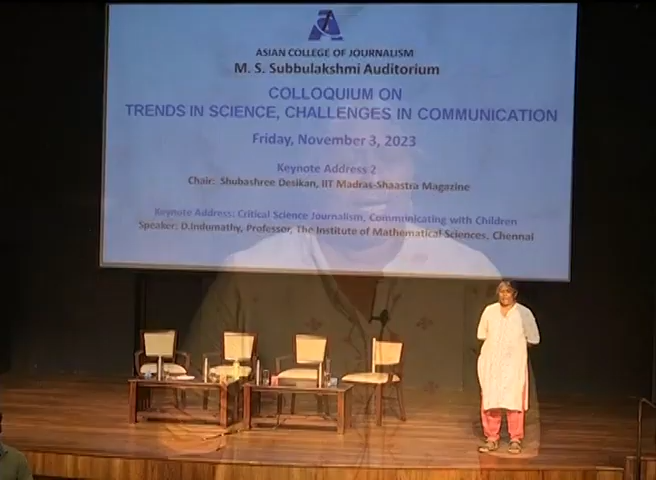 ASIAN COLLEGE OF JOURNALISM
M. S. SUBBULAKSHMI AUDITORIUM
COLLOQUIUM ON
TRENDS IN SCIENCE, CHALLENGES IN COMMUNICATION
FRIDAY, NOVEMBER 3, 2023
KEYNOTE ADDRESS 2
CHAIR: SHUBASHREE DESIKAN, IIT MADRAS-SHAASTRA MAGAZINE
KEYNOTE ADDRESS: CRITICAL SCIENCE JOURNALISM, COMMUNICATING WITH CHILDREN
SPEAKER: D.INDUMATHY, PROFESSOR, THE INSTITUTE OF MATHEMATICAL SCIENCES, CHENNAI